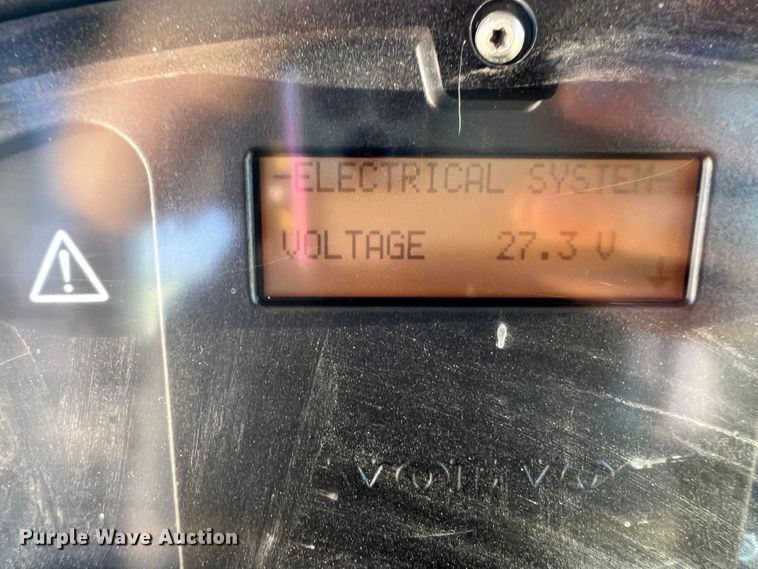 -ELECTRICAL SYSTEM-
VOLTAGE 27.3 V
VOLVO
Purple Wave Auction